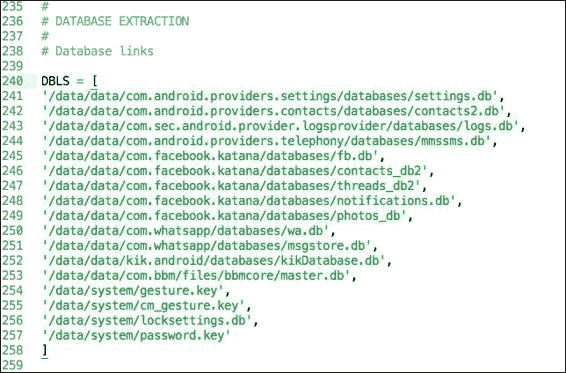 235 #
236 # DATABASE EXTRACTION
237 #
238 # Database links
239
240 DBLS = [
241 '/data/data/com.android.providers.settings/databases/settings.db',
242 '/data/data/com.android.providers.contacts/databases/contacts2.db',
243 '/data/data/com.sec.android.provider.logsprovider/databases/logs.db',
244 '/data/data/com.android.providers.telephony/databases/mmssms.db',
245 '/data/data/com.facebook.katana/databases/fb.db',
246 '/data/data/com.facebook.katana/databases/contacts_db2',
247 '/data/data/com.facebook.katana/databases/threads_db2',
248 '/data/data/com.facebook.katana/databases/notifications.db',
249 '/data/data/com.facebook.katana/databases/photos_db',
250 '/data/data/com.whatsapp/databases/wa.db',
251 '/data/data/com.whatsapp/databases/msgstore.db',
252 '/data/data/kik.android/databases/kikDatabase.db',
253 '/data/data/com.bbm/files/bbmcore/master.db',
254 '/data/system/gesture.key',
255 '/data/system/cm_gesture.key',
256 '/data/system/locksettings.db',
257 '/data/system/password.key'
258 ]
259